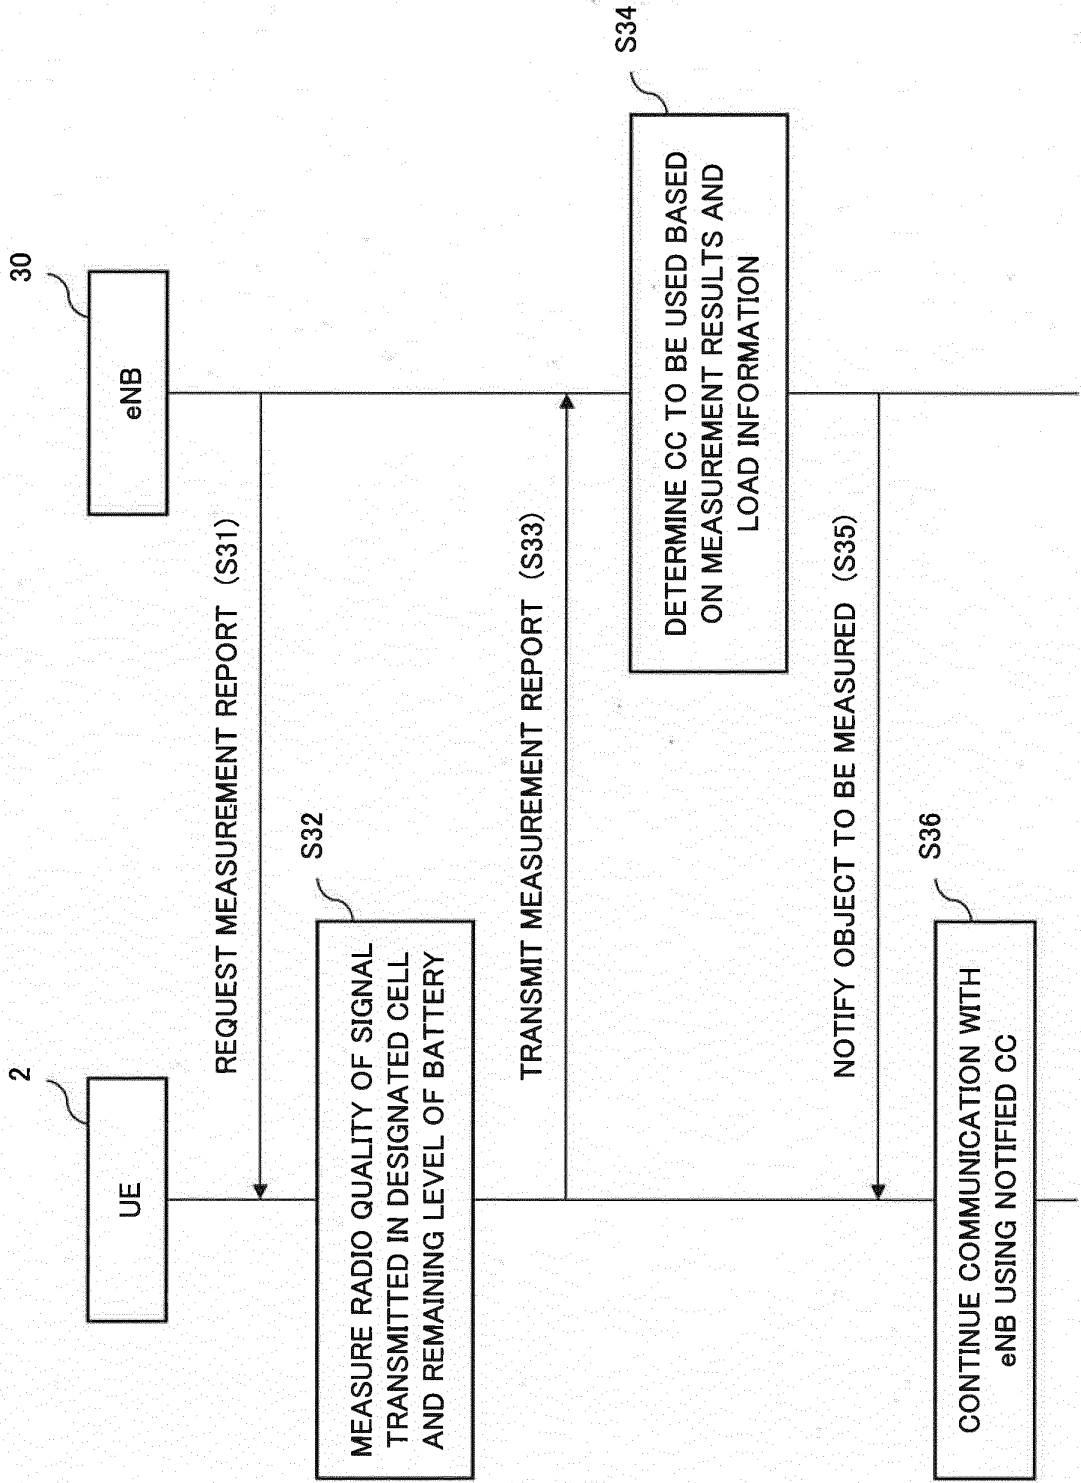 2
UE
30
eNB
REQUEST MEASUREMENT REPORT (S31)
S32
MEASURE RADIO QUALITY OF SIGNAL
TRANSMITTED IN DESIGNATED CELL
AND REMAINING LEVEL OF BATTERY
TRANSMIT MEASUREMENT REPORT (S33)
S34
DETERMINE CC TO BE USED BASED
ON MEASUREMENT RESULTS AND
LOAD INFORMATION
NOTIFY OBJECT TO BE MEASURED (S35)
S36
CONTINUE COMMUNICATION WITH
eNB USING NOTIFIED CC